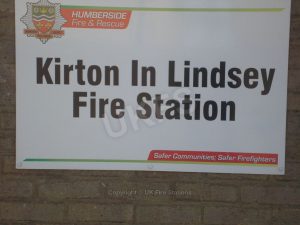 HUMBERSIDE
Fire & Rescue
Kirton In Lindsey
Fire Station
Safer Communities; Safer Firefighters
Copyright : UK Fire Stations